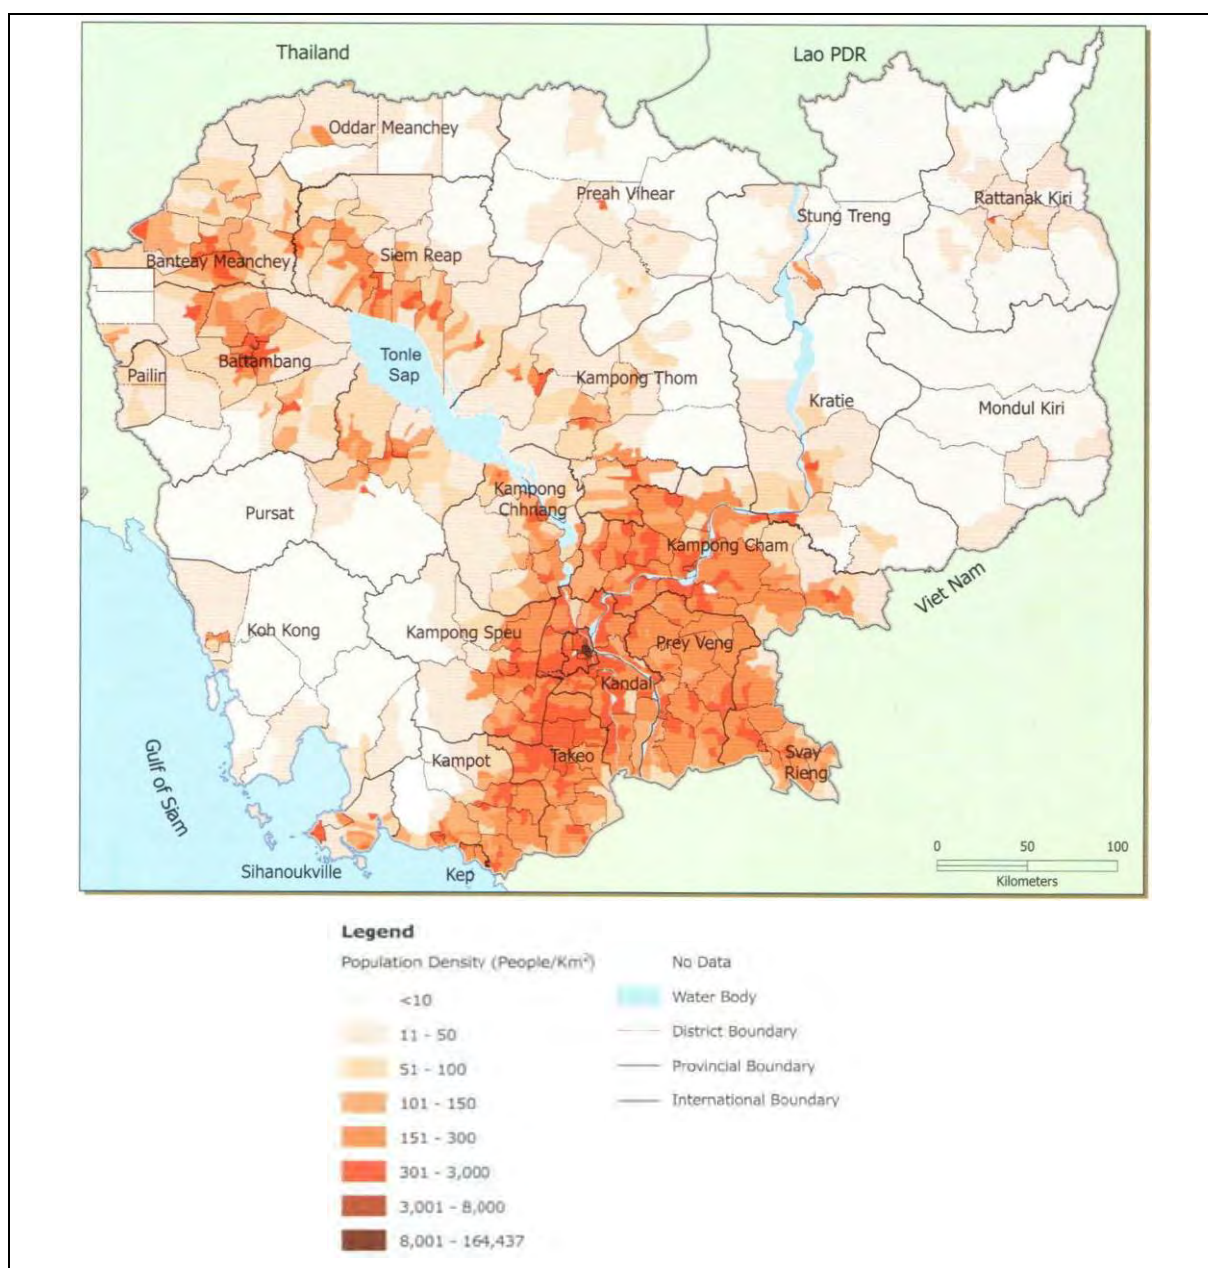 Thailand
Lao PDR
Oddar Meanchey
Preah Vihear
Stung Treng
Rattanak Kiri
Banteay Meanchey
Siem Reap
Tonle
Sap
Battambang
Pailin
Kampong Thom
Kratie
Mondul Kiri
Pursat
Kampong
Chhnang
Kampong Cham
Viet Nam
Koh Kong
Kampong Speu
Prey Veng
Kandal
Gulf of Siam
Kampot
Takeo
Svay
Rieng
Sihanoukville
Kep
0 50 100
Kilometers
Legend
Population Density (People/Km²)
<10
11 - 50
51 - 100
101 - 150
151 - 300
301 - 3,000
3,001 - 8,000
8,001 - 164,437
No Data
Water Body
District Boundary
Provincial Boundary
International Boundary